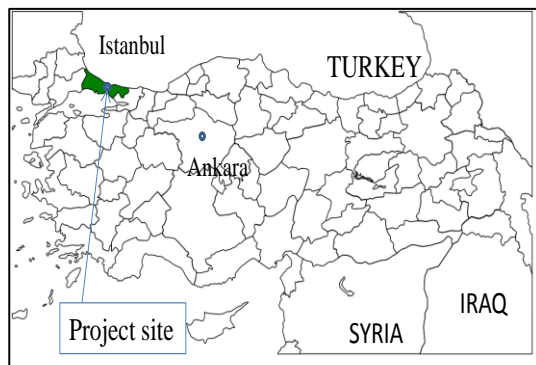 Istanbul
TURKEY
Ankara
Project site
SYRIA
IRAQ